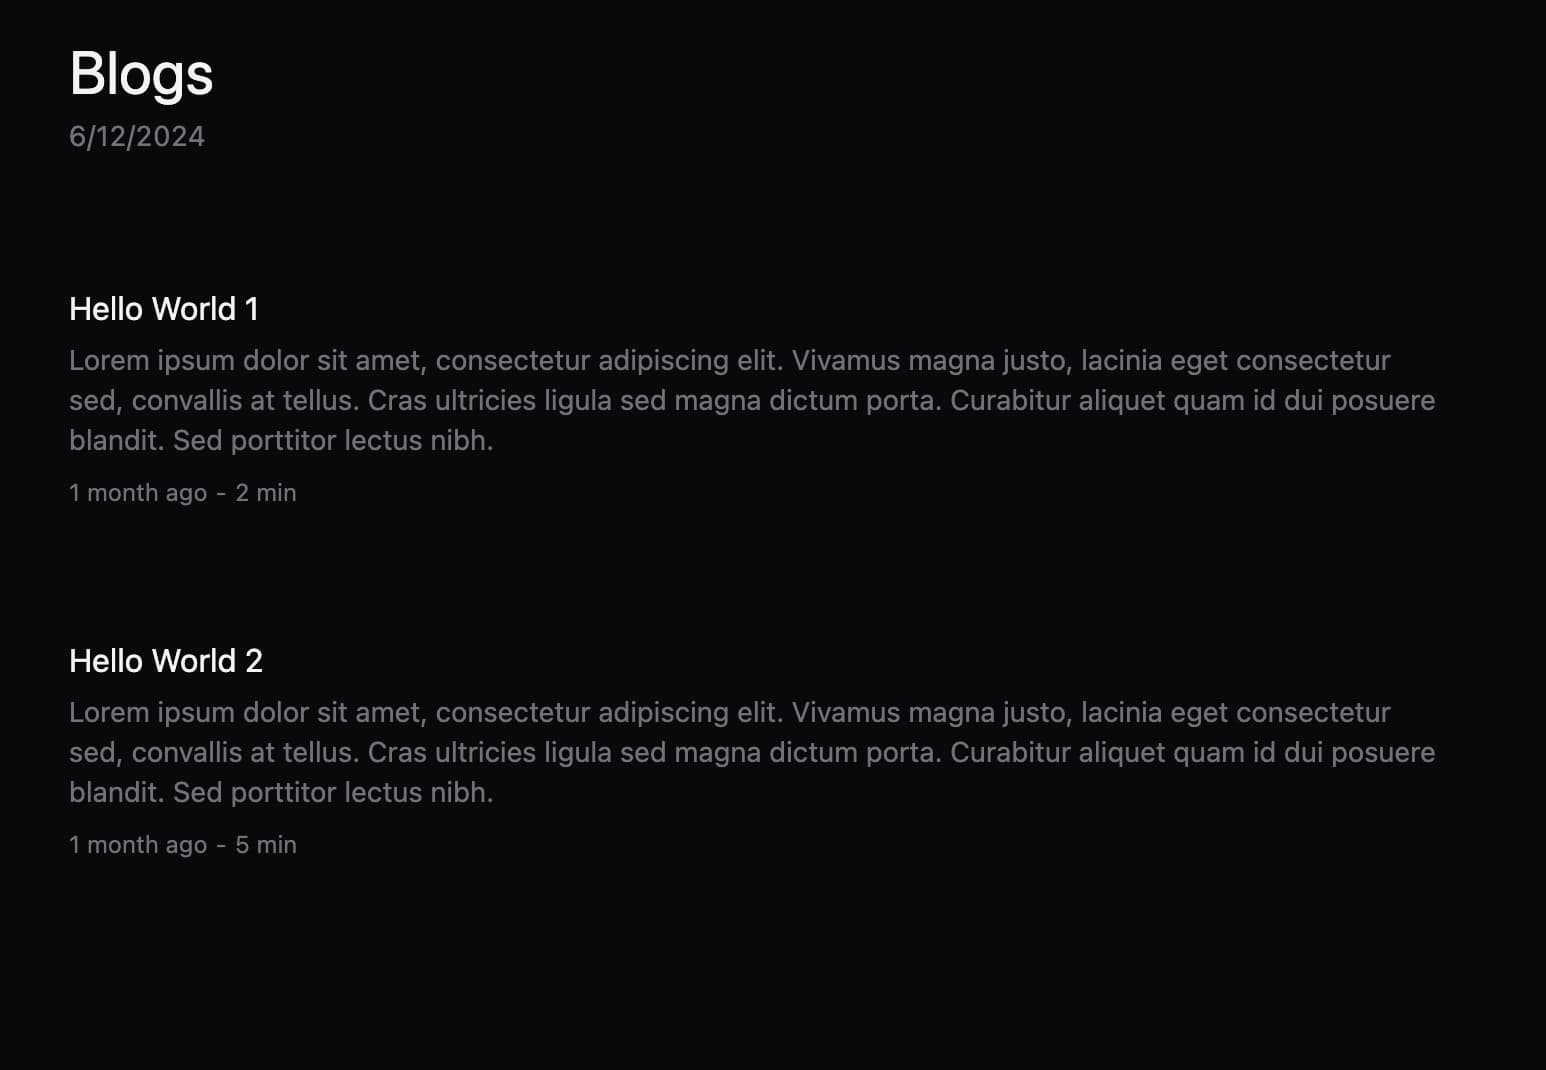 Blogs
6/12/2024
Hello World 1
Lorem ipsum dolor sit amet, consectetur adipiscing elit. Vivamus magna justo, lacinia eget consectetur
sed, convallis at tellus. Cras ultricies ligula sed magna dictum porta. Curabitur aliquet quam id dui posuere
blandit. Sed porttitor lectus nibh.
1 month ago - 2 min
Hello World 2
Lorem ipsum dolor sit amet, consectetur adipiscing elit. Vivamus magna justo, lacinia eget consectetur
sed, convallis at tellus. Cras ultricies ligula sed magna dictum porta. Curabitur aliquet quam id dui posuere
blandit. Sed porttitor lectus nibh.
1 month ago - 5 min